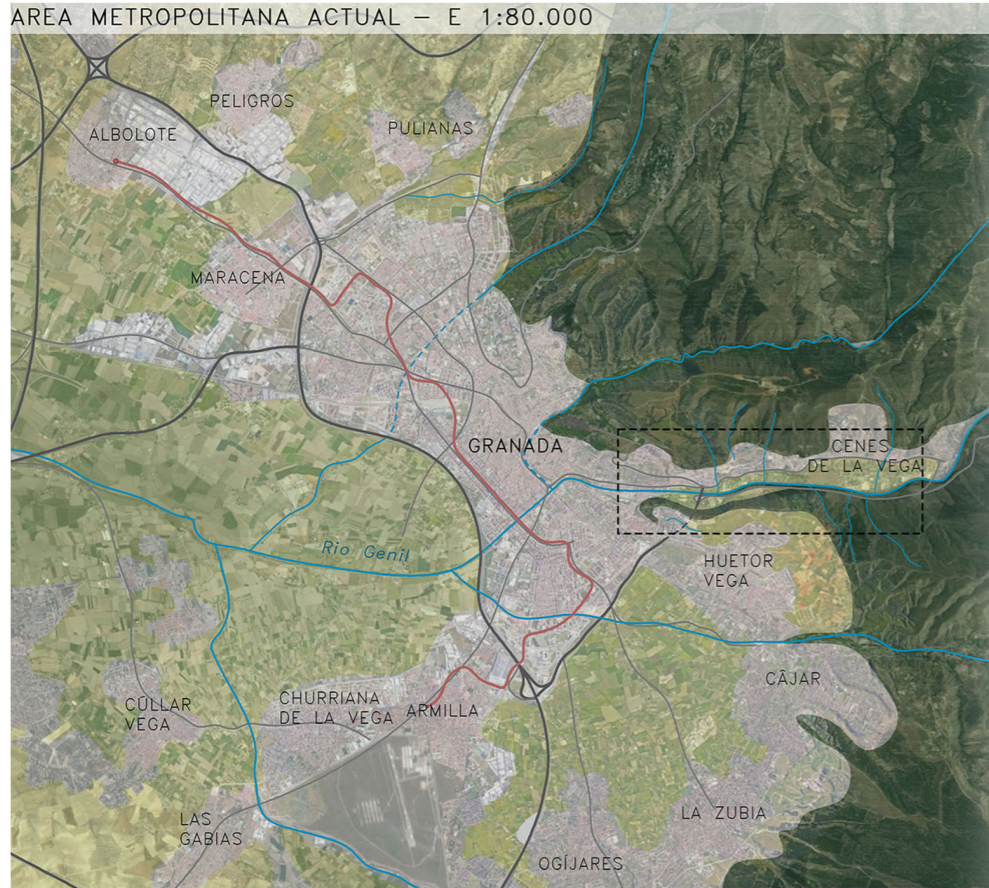 AREA METROPOLITANA ACTUAL – E 1:80.000
PELIGROS
ALBOLOTE
PULIANAS
MARACENA
GRANADA
CENES
DE LA VEGA
Rio Genil
HUETOR
VEGA
CÃJAR
CÚLLAR
VEGA
CHURRIANA
DE LA VEGA
ARMILLA
LAS
GABIAS
LA ZUBIA
OGÍJARES